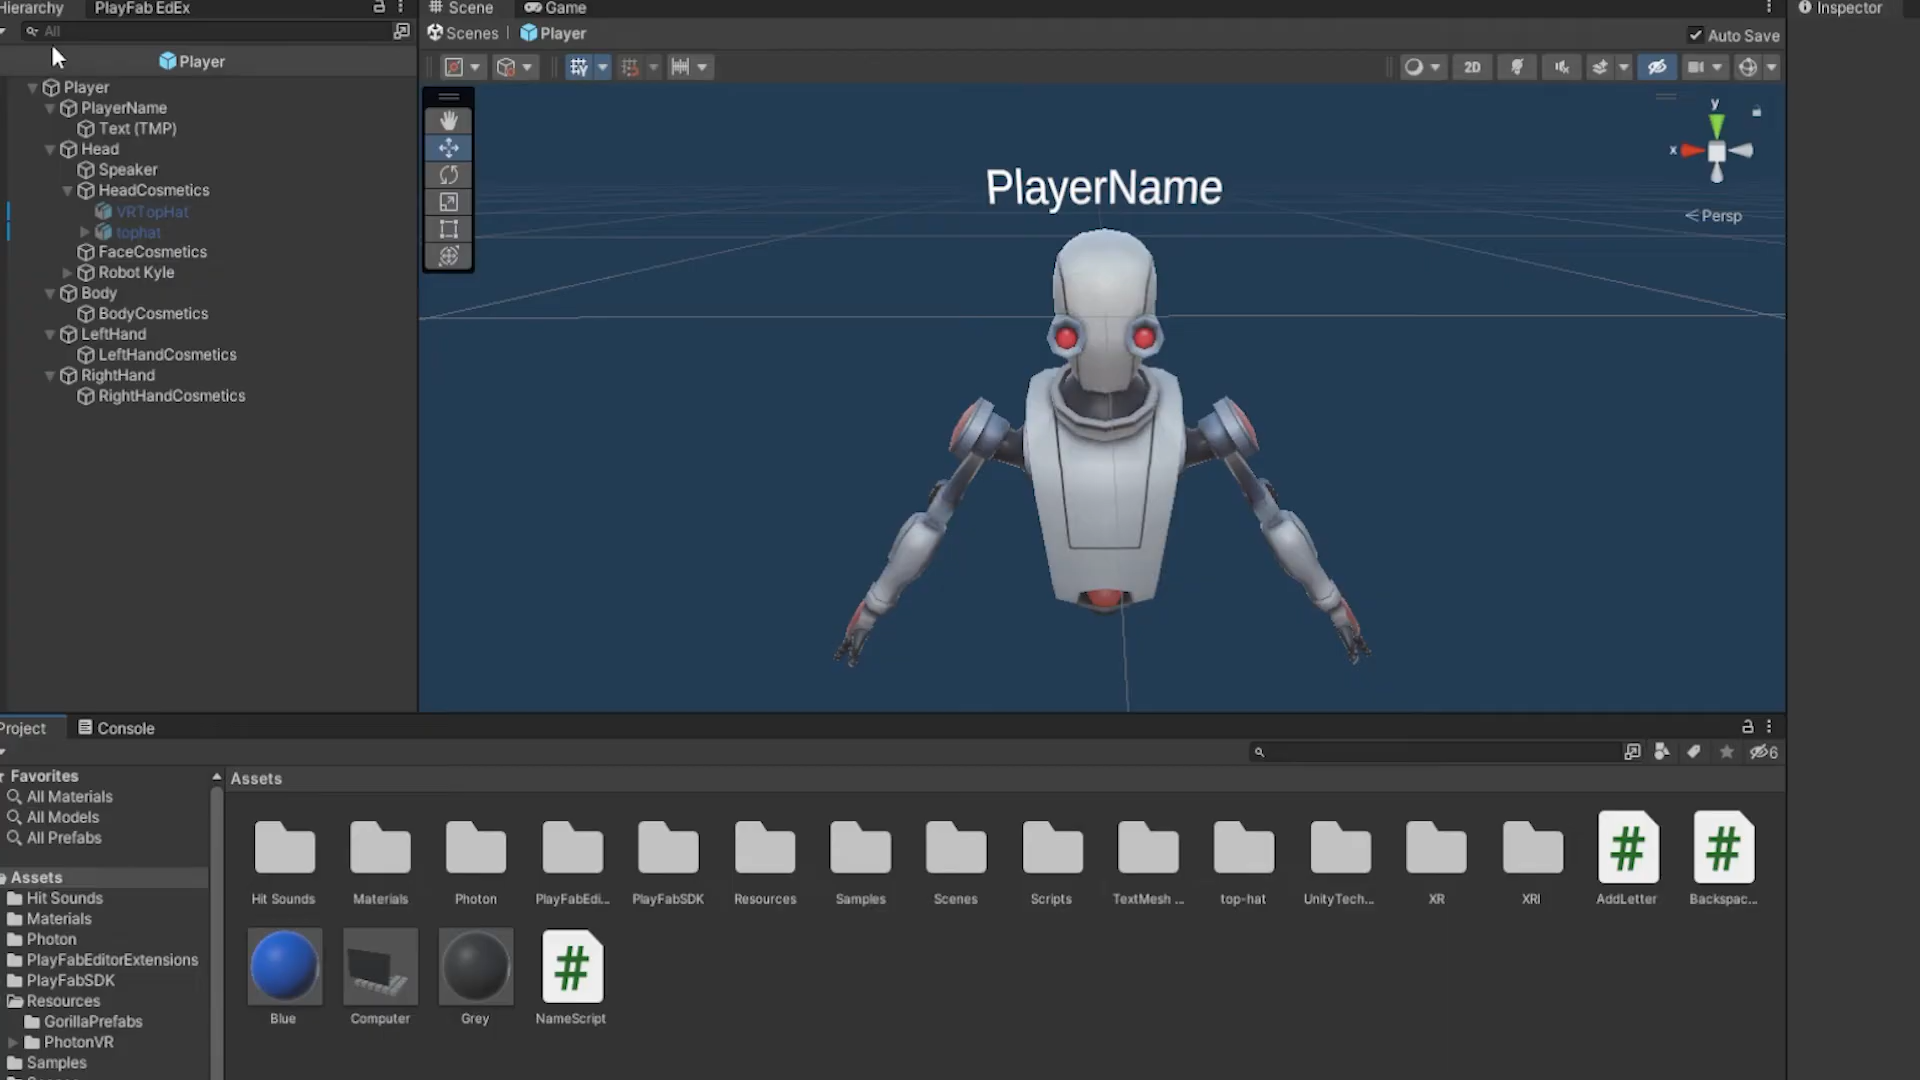 Hierarchy
PlayFab EdEx
All
Player
Player
PlayerName
Text (TMP)
Head
Speaker
HeadCosmetics
VRTopHat
tophat
FaceCosmetics
Robot Kyle
Body
BodyCosmetics
LeftHand
LeftHandCosmetics
RightHand
RightHandCosmetics
Scene
Game
Scenes
Player
Auto Save
2D
PlayerName
y
x
Persp
Inspector
Project
Console
6
Favorites
All Materials
All Models
All Prefabs
Assets
Hit Sounds
Materials
Photon
PlayFabEditorExtensions
PlayFabSDK
Resources
GorillaPrefabs
PhotonVR
Samples
Assets
Hit Sounds
Materials
Photon
PlayFabEdi...
PlayFabSDK
Resources
Samples
Scenes
Scripts
TextMesh ...
top-hat
UnityTech...
XR
XRI
AddLetter
Backspac...
Blue
Computer
Grey
NameScript